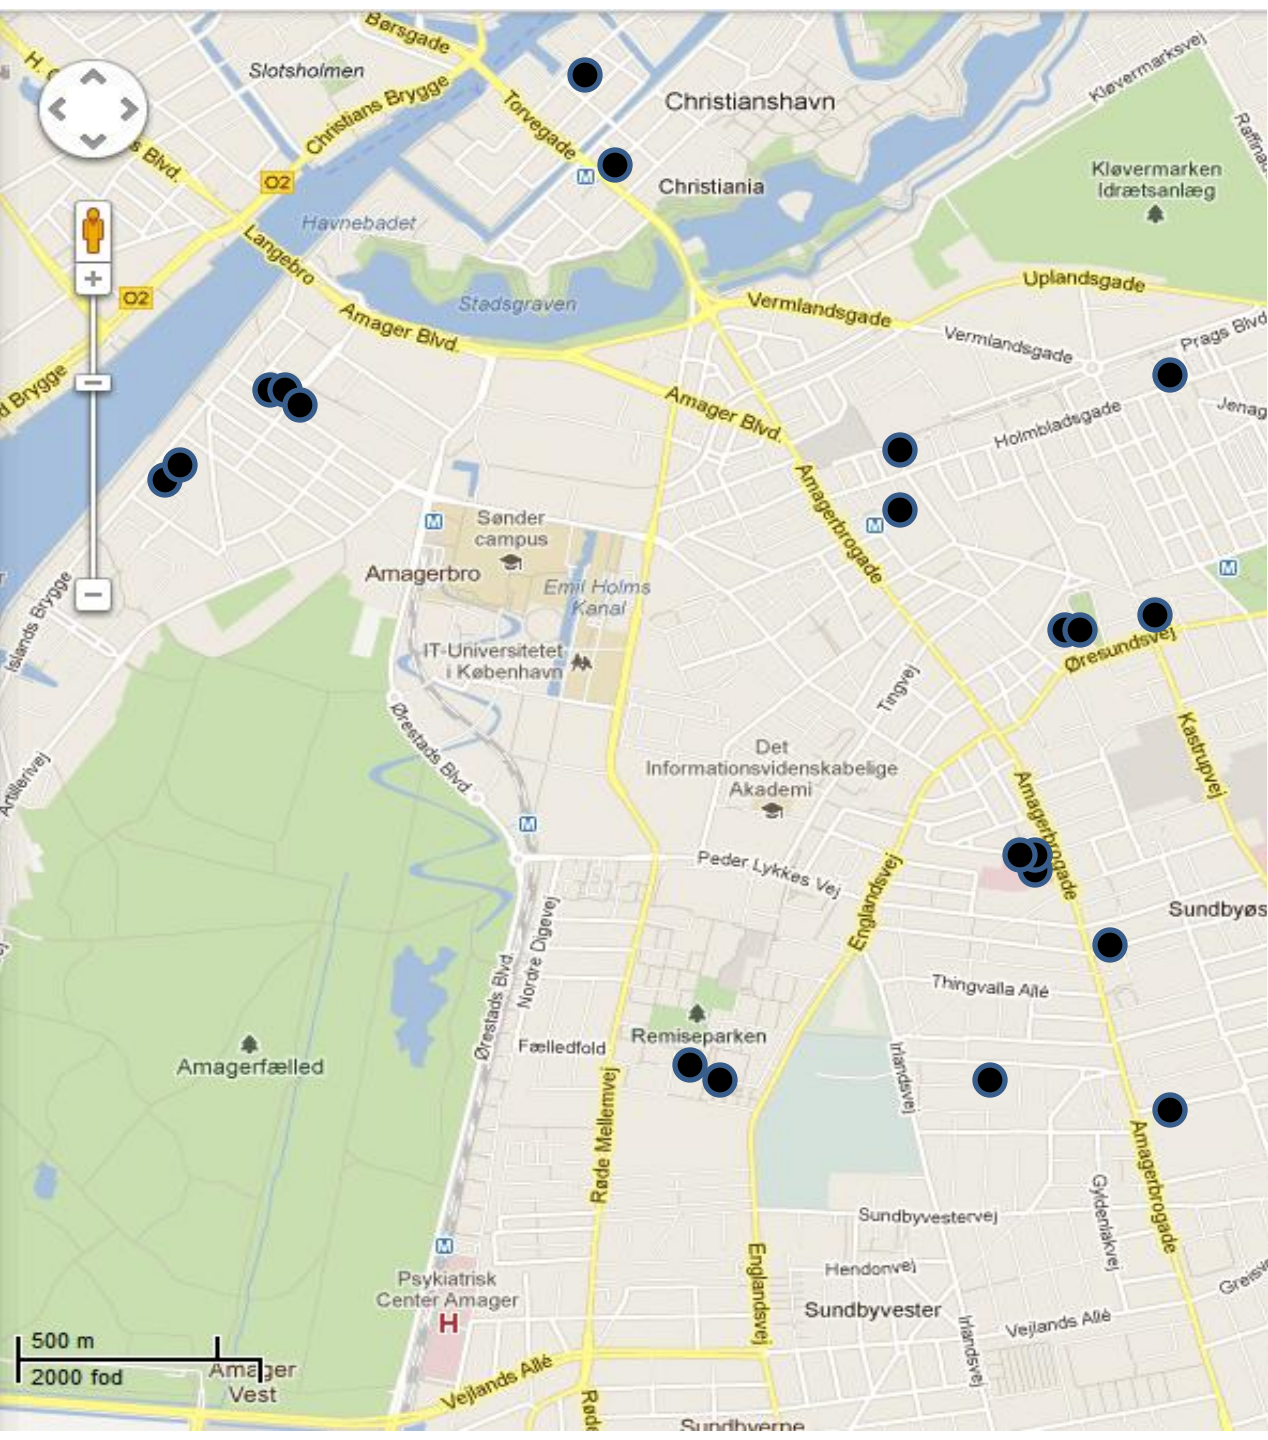 Børsgade
H. C
Slotsholmen
Christians Brygge
Torvegade
Christianshavn
Kløvermarksvej
s Blvd.
O2
M
Christiania
Kløvermarken
Idrætsanlæg
Havnebadet
Langebro
O2
Stadsgraven
Amager Blvd.
Uplandsgade
Vermlandsgade
Vermlandsgade
Prags Blvd
d Brygge
Amager Blvd.
Holmbladsgade
Jenag
Amagerbrogade
M
Sønder
campus
M
Amagerbro
Emil Holms
Kanal
M
Islands Brygge
IT-Universitetet
i København
Øresundsvej
Tingvej
Ørestads Blvd.
Det
Informationsvidenskabelige
Akademi
Kastrupvej
Artillerivej
M
Amagerbrogade
Peder Lykkes Vej
Englandsvej
Sundbyøs
Nordre Digevej
Ørestads Blvd.
Thingvalla Allé
Remiseparken
Fælledfold
Amagerfælled
Irlandsvej
Røde Mellemvej
Amagerbrogade
Gyldenlakvej
Sundbyvestervej
M
Englandsvej
Hendonvej
Psykiatrisk
Center Amager
H
Sundbyvester
Irlandsvej
Vejlands Allé
500 m
2000 fod
Amager
Vest
Vejlands Allé
Røde
Sundbyerne